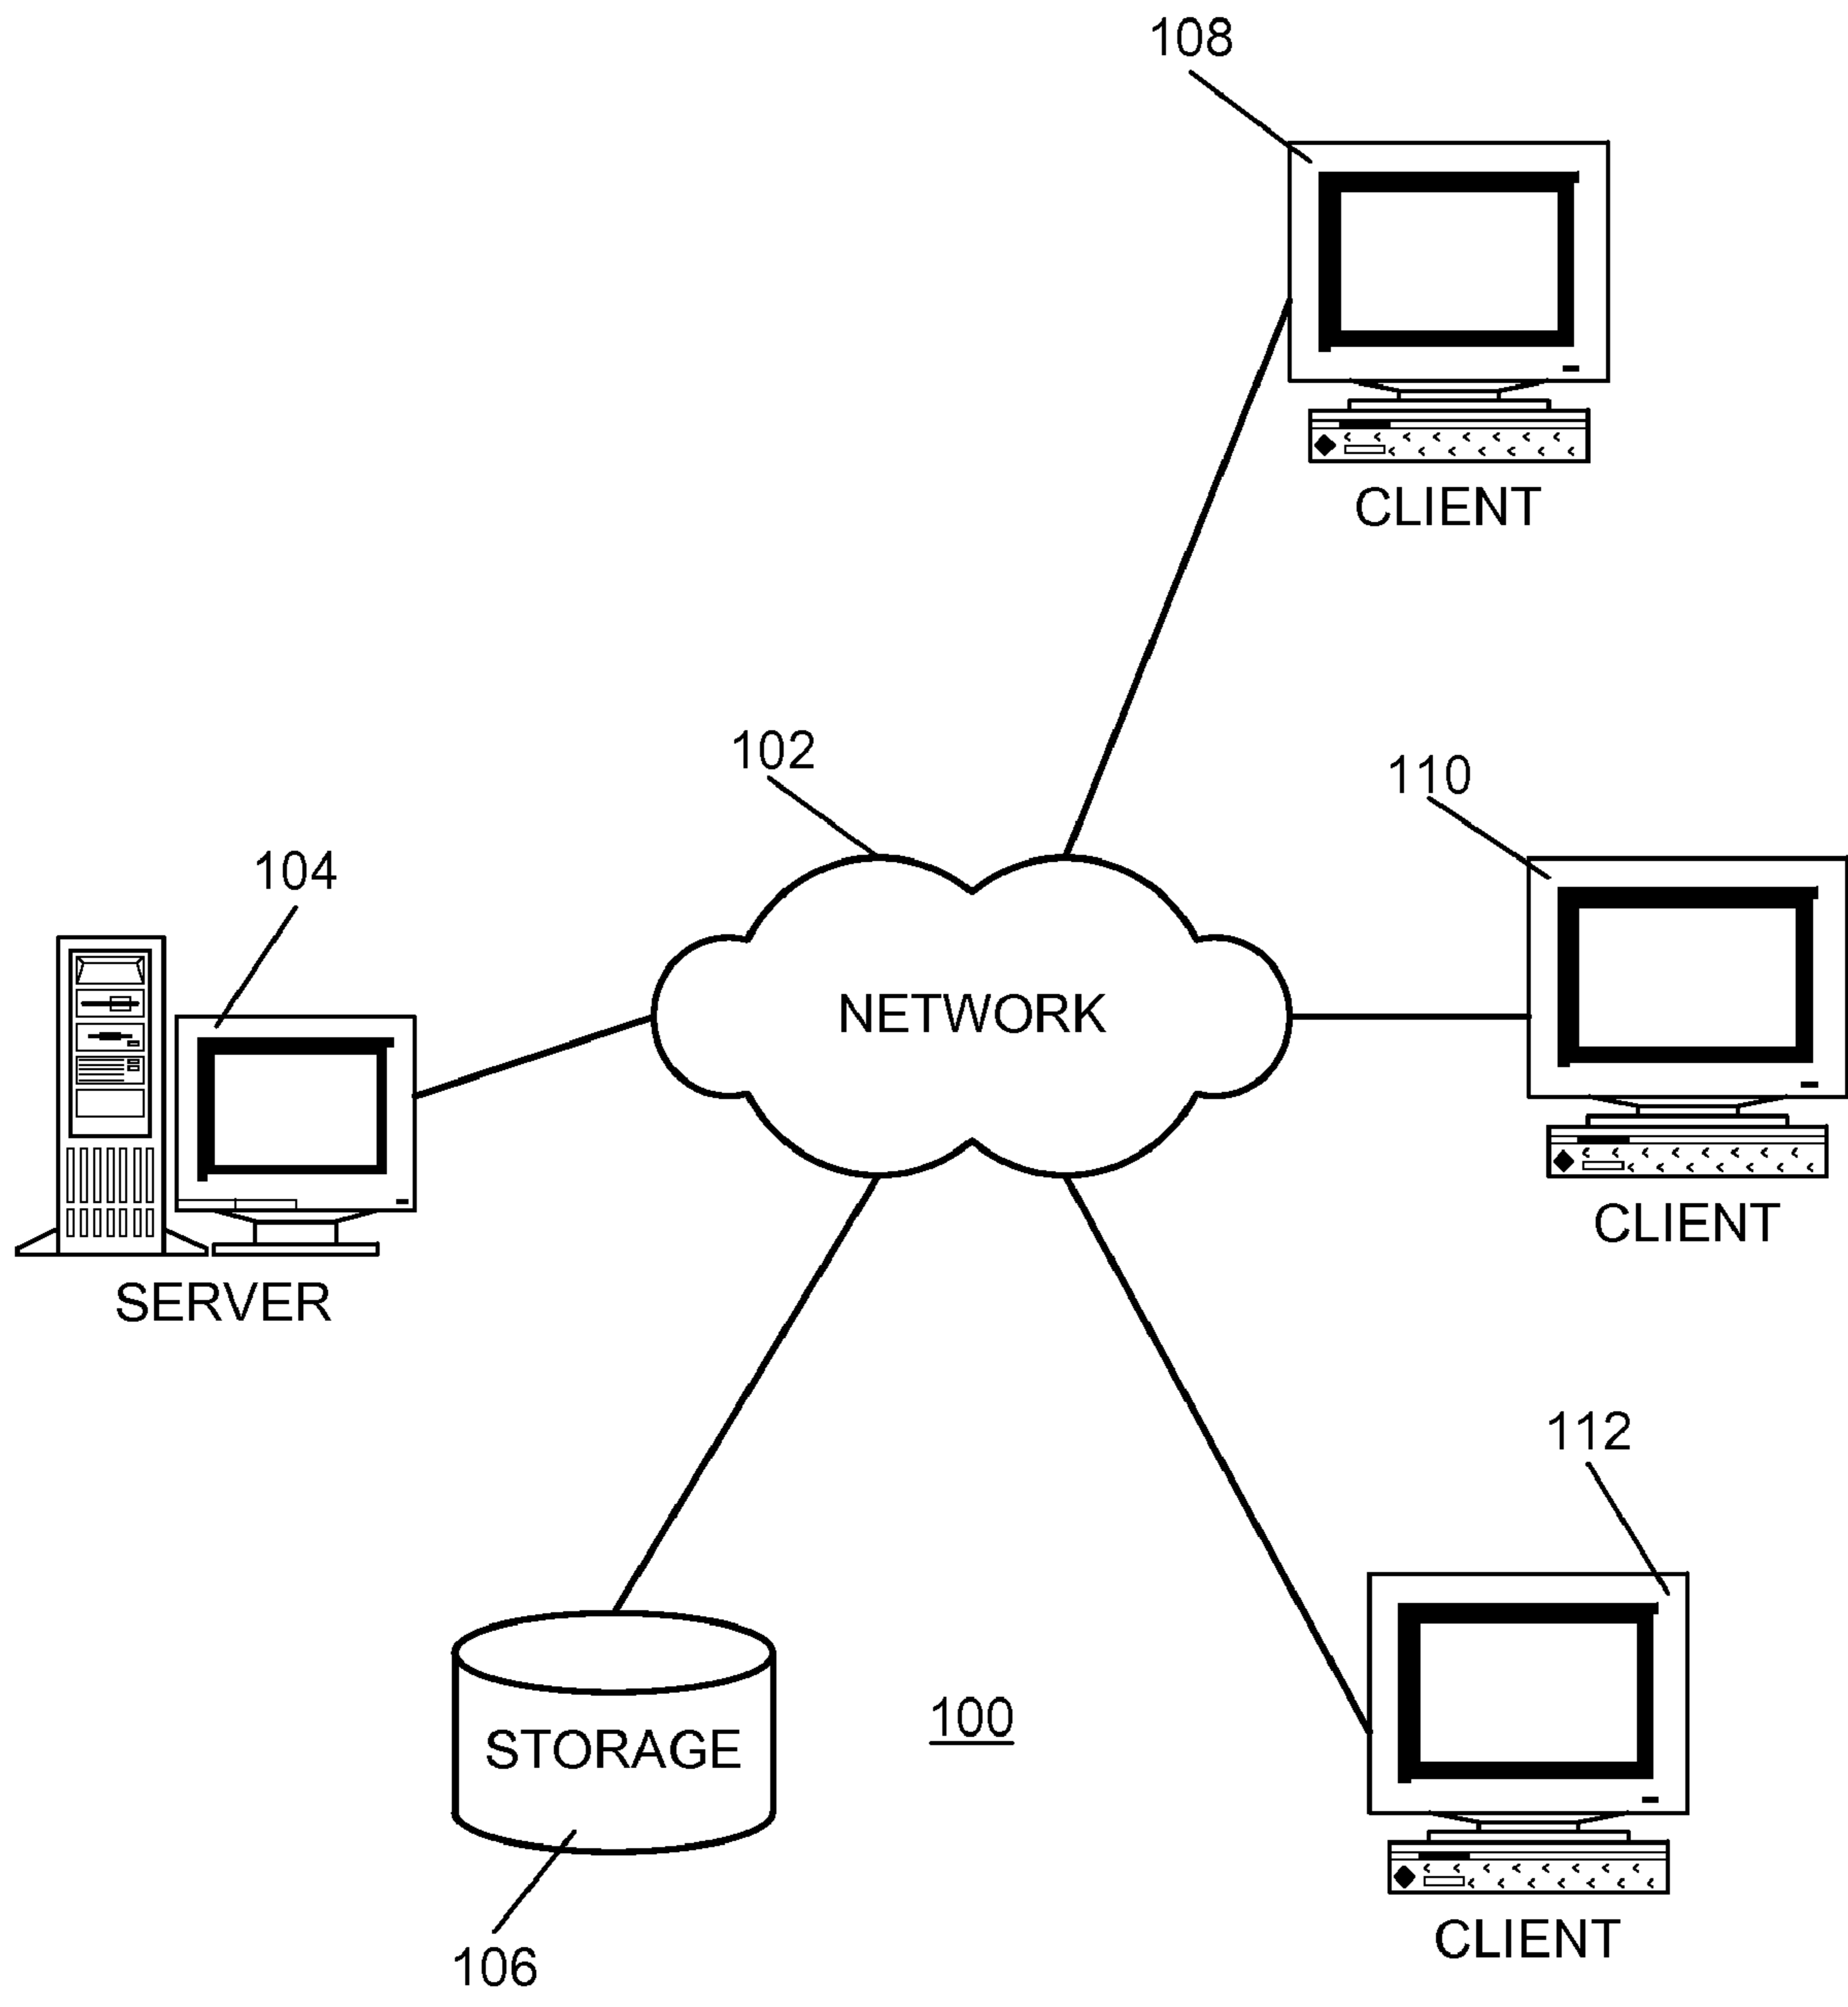 108
CLIENT
102
110
104
NETWORK
CLIENT
SERVER
112
STORAGE
100
106
CLIENT